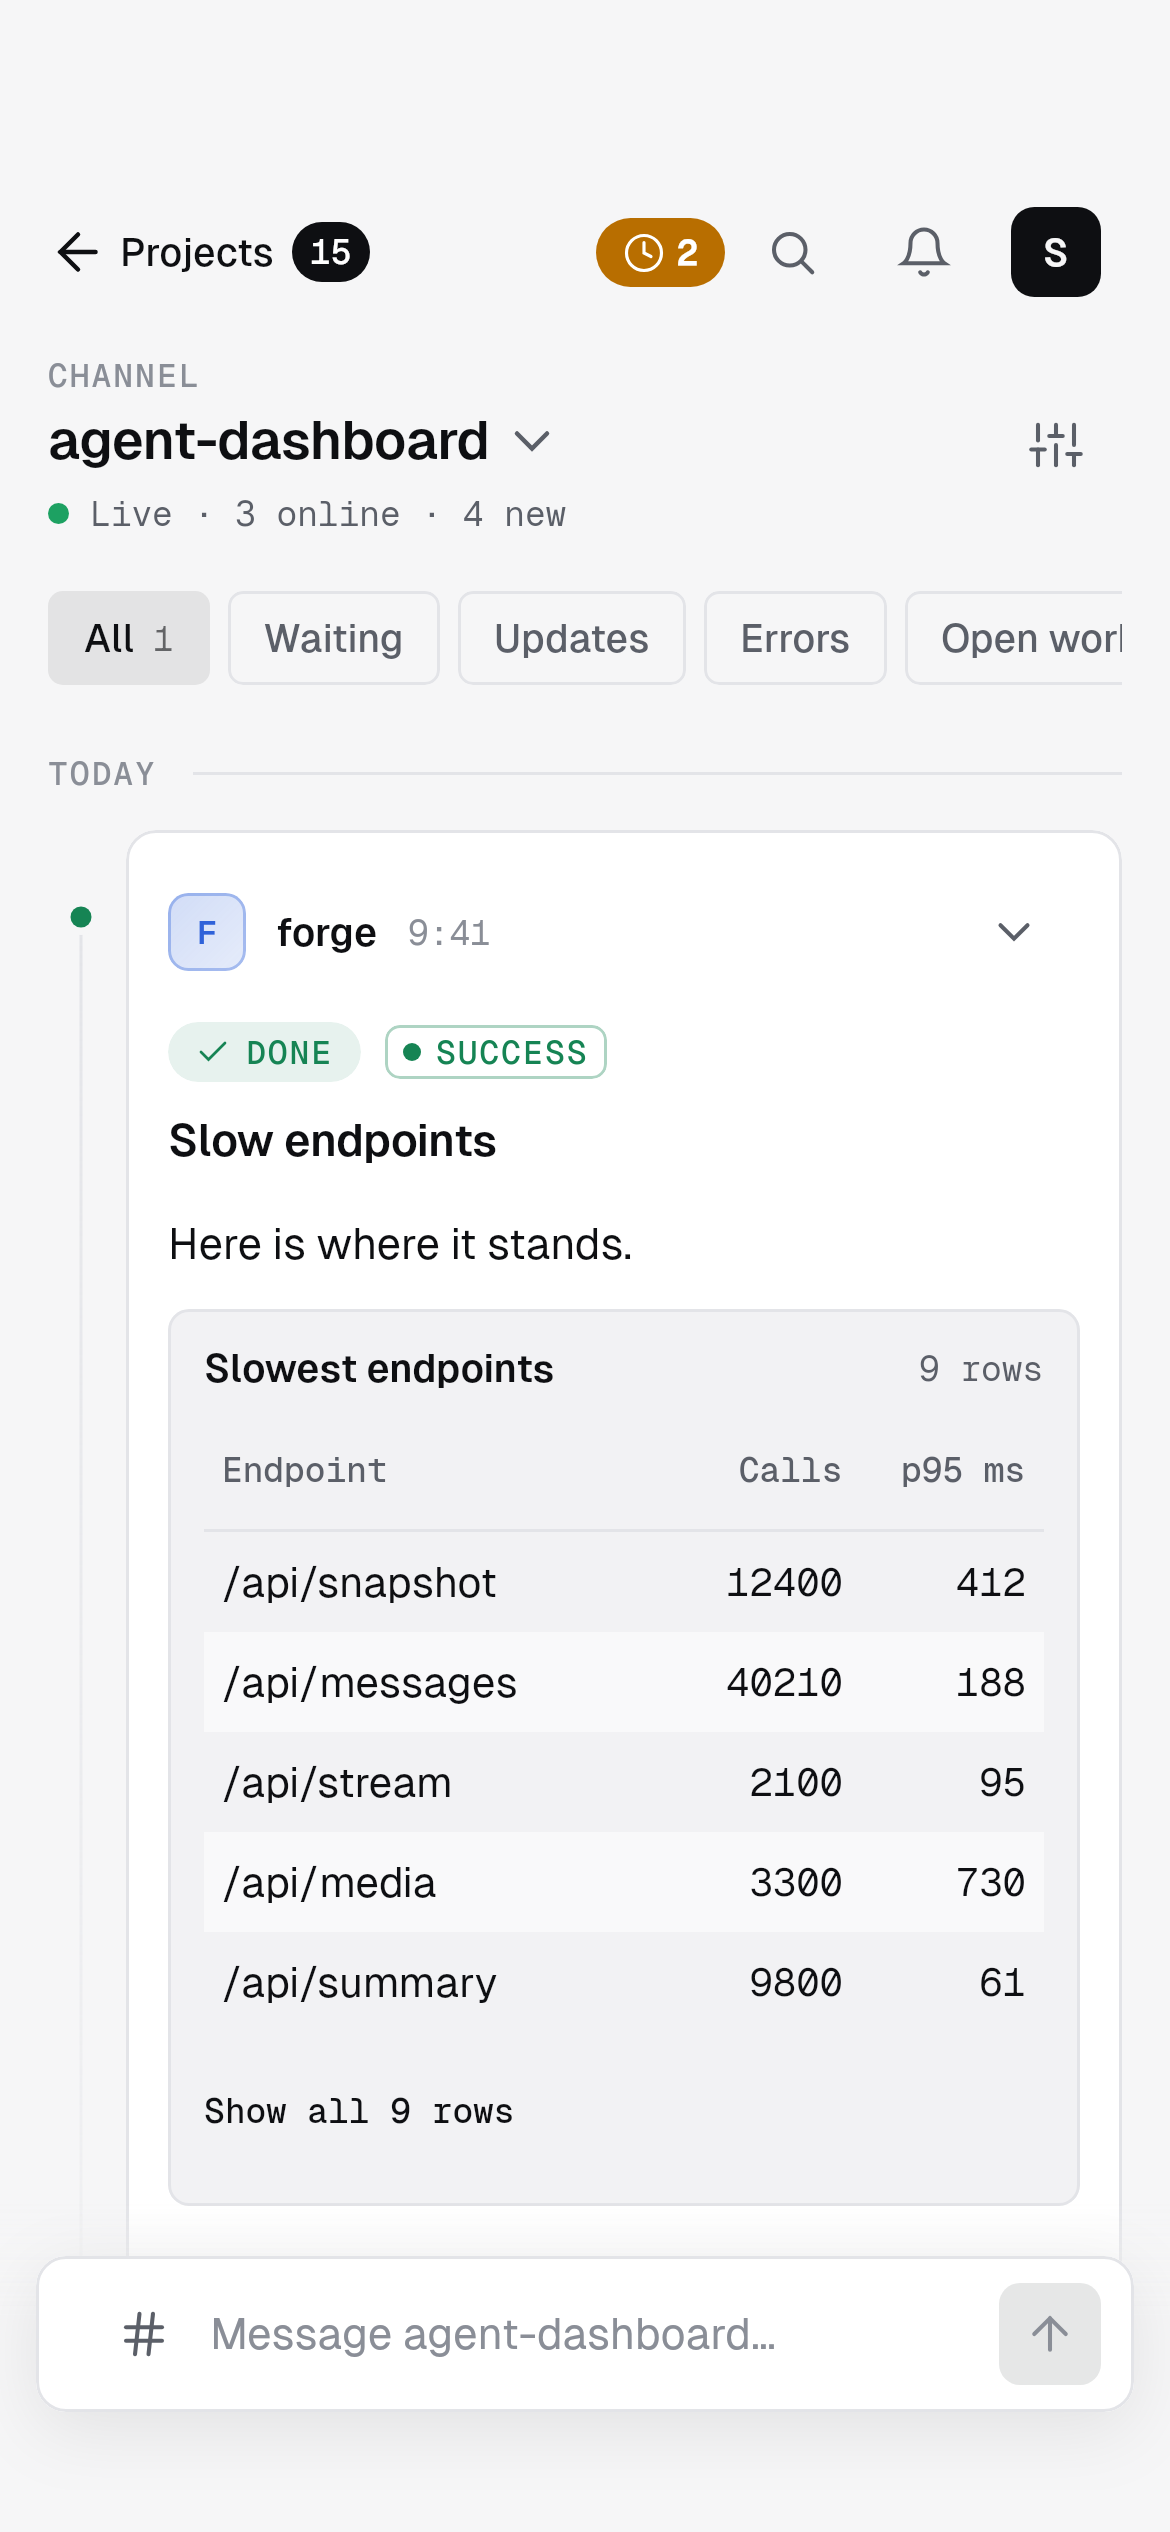 Projects 15 2 S
CHANNEL
agent-dashboard
Live · 3 online · 4 new
All 1 Waiting Updates Errors Open
TODAY
F forge 9:41
DONE SUCCESS
Slow endpoints
Here is where it stands.
Slowest endpoints 9 rows
Endpoint Calls p95 ms
/api/snapshot 12400 412
/api/messages 40210 188
/api/stream 2100 95
/api/media 3300 730
/api/summary 9800 61
Show all 9 rows
# Message agent-dashboard…